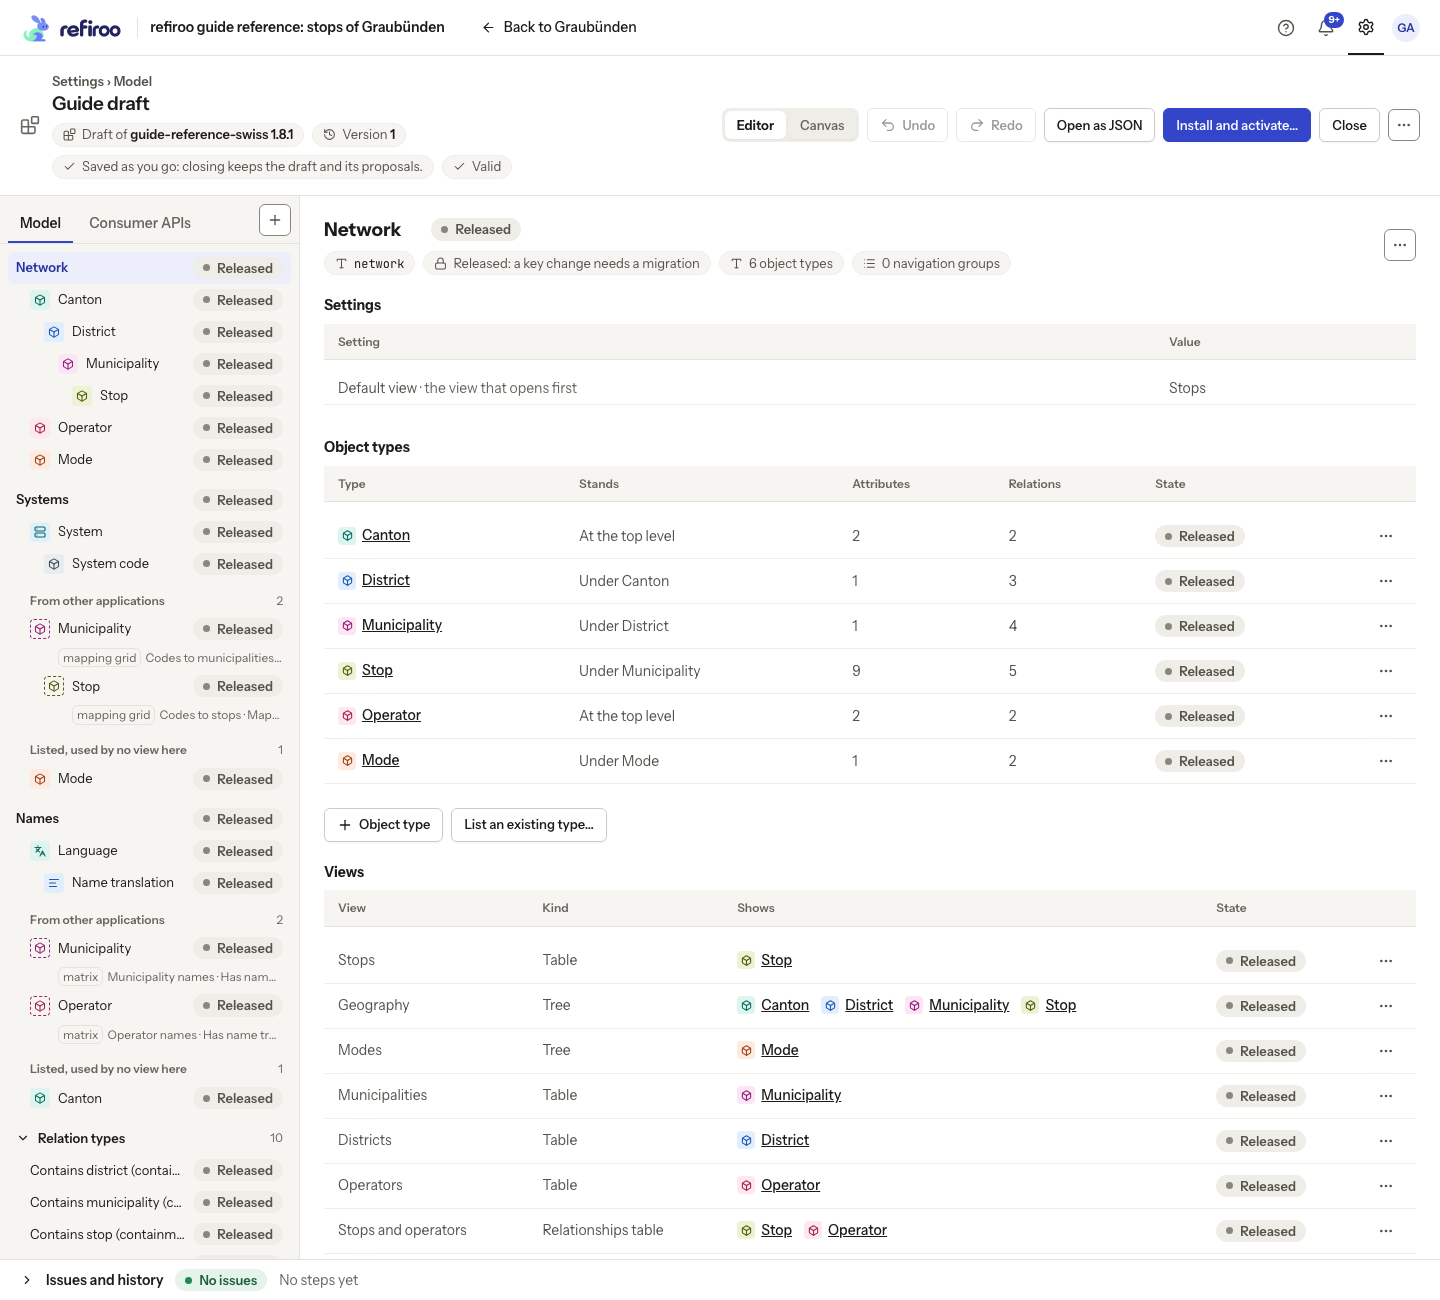 refiroo
refiroo guide reference: stops of Graubünden
Back to Graubünden
9+
GA
Settings › Model
Guide draft
Draft of guide-reference-swiss 1.8.1
Version 1
Saved as you go: closing keeps the draft and its proposals.
Valid
Editor
Canvas
Undo
Redo
Open as JSON
Install and activate...
Close
Model
Consumer APIs
Network Released
Canton Released
District Released
Municipality Released
Stop Released
Operator Released
Mode Released
Systems Released
System Released
System code Released
From other applications 2
Municipality Released
mapping grid Codes to municipalities...
Stop Released
mapping grid Codes to stops · Map...
Listed, used by no view here 1
Mode Released
Names Released
Language Released
Name translation Released
From other applications 2
Municipality Released
matrix Municipality names · Has nam...
Operator Released
matrix Operator names · Has name tr...
Listed, used by no view here 1
Canton Released
Relation types 10
Contains district (contai... Released
Contains municipality (c... Released
Contains stop (containm... Released
Network Released
network
Released: a key change needs a migration
6 object types
0 navigation groups
Settings
Setting Value
Default view · the view that opens first Stops
Object types
Type Stands Attributes Relations State
Canton At the top level 2 2 Released
District Under Canton 1 3 Released
Municipality Under District 1 4 Released
Stop Under Municipality 9 5 Released
Operator At the top level 2 2 Released
Mode Under Mode 1 2 Released
Object type
List an existing type...
Views
View Kind Shows State
Stops Table Stop Released
Geography Tree Canton District Municipality Stop Released
Modes Tree Mode Released
Municipalities Table Municipality Released
Districts Table District Released
Operators Table Operator Released
Stops and operators Relationships table Stop Operator Released
Issues and history
No issues
No steps yet